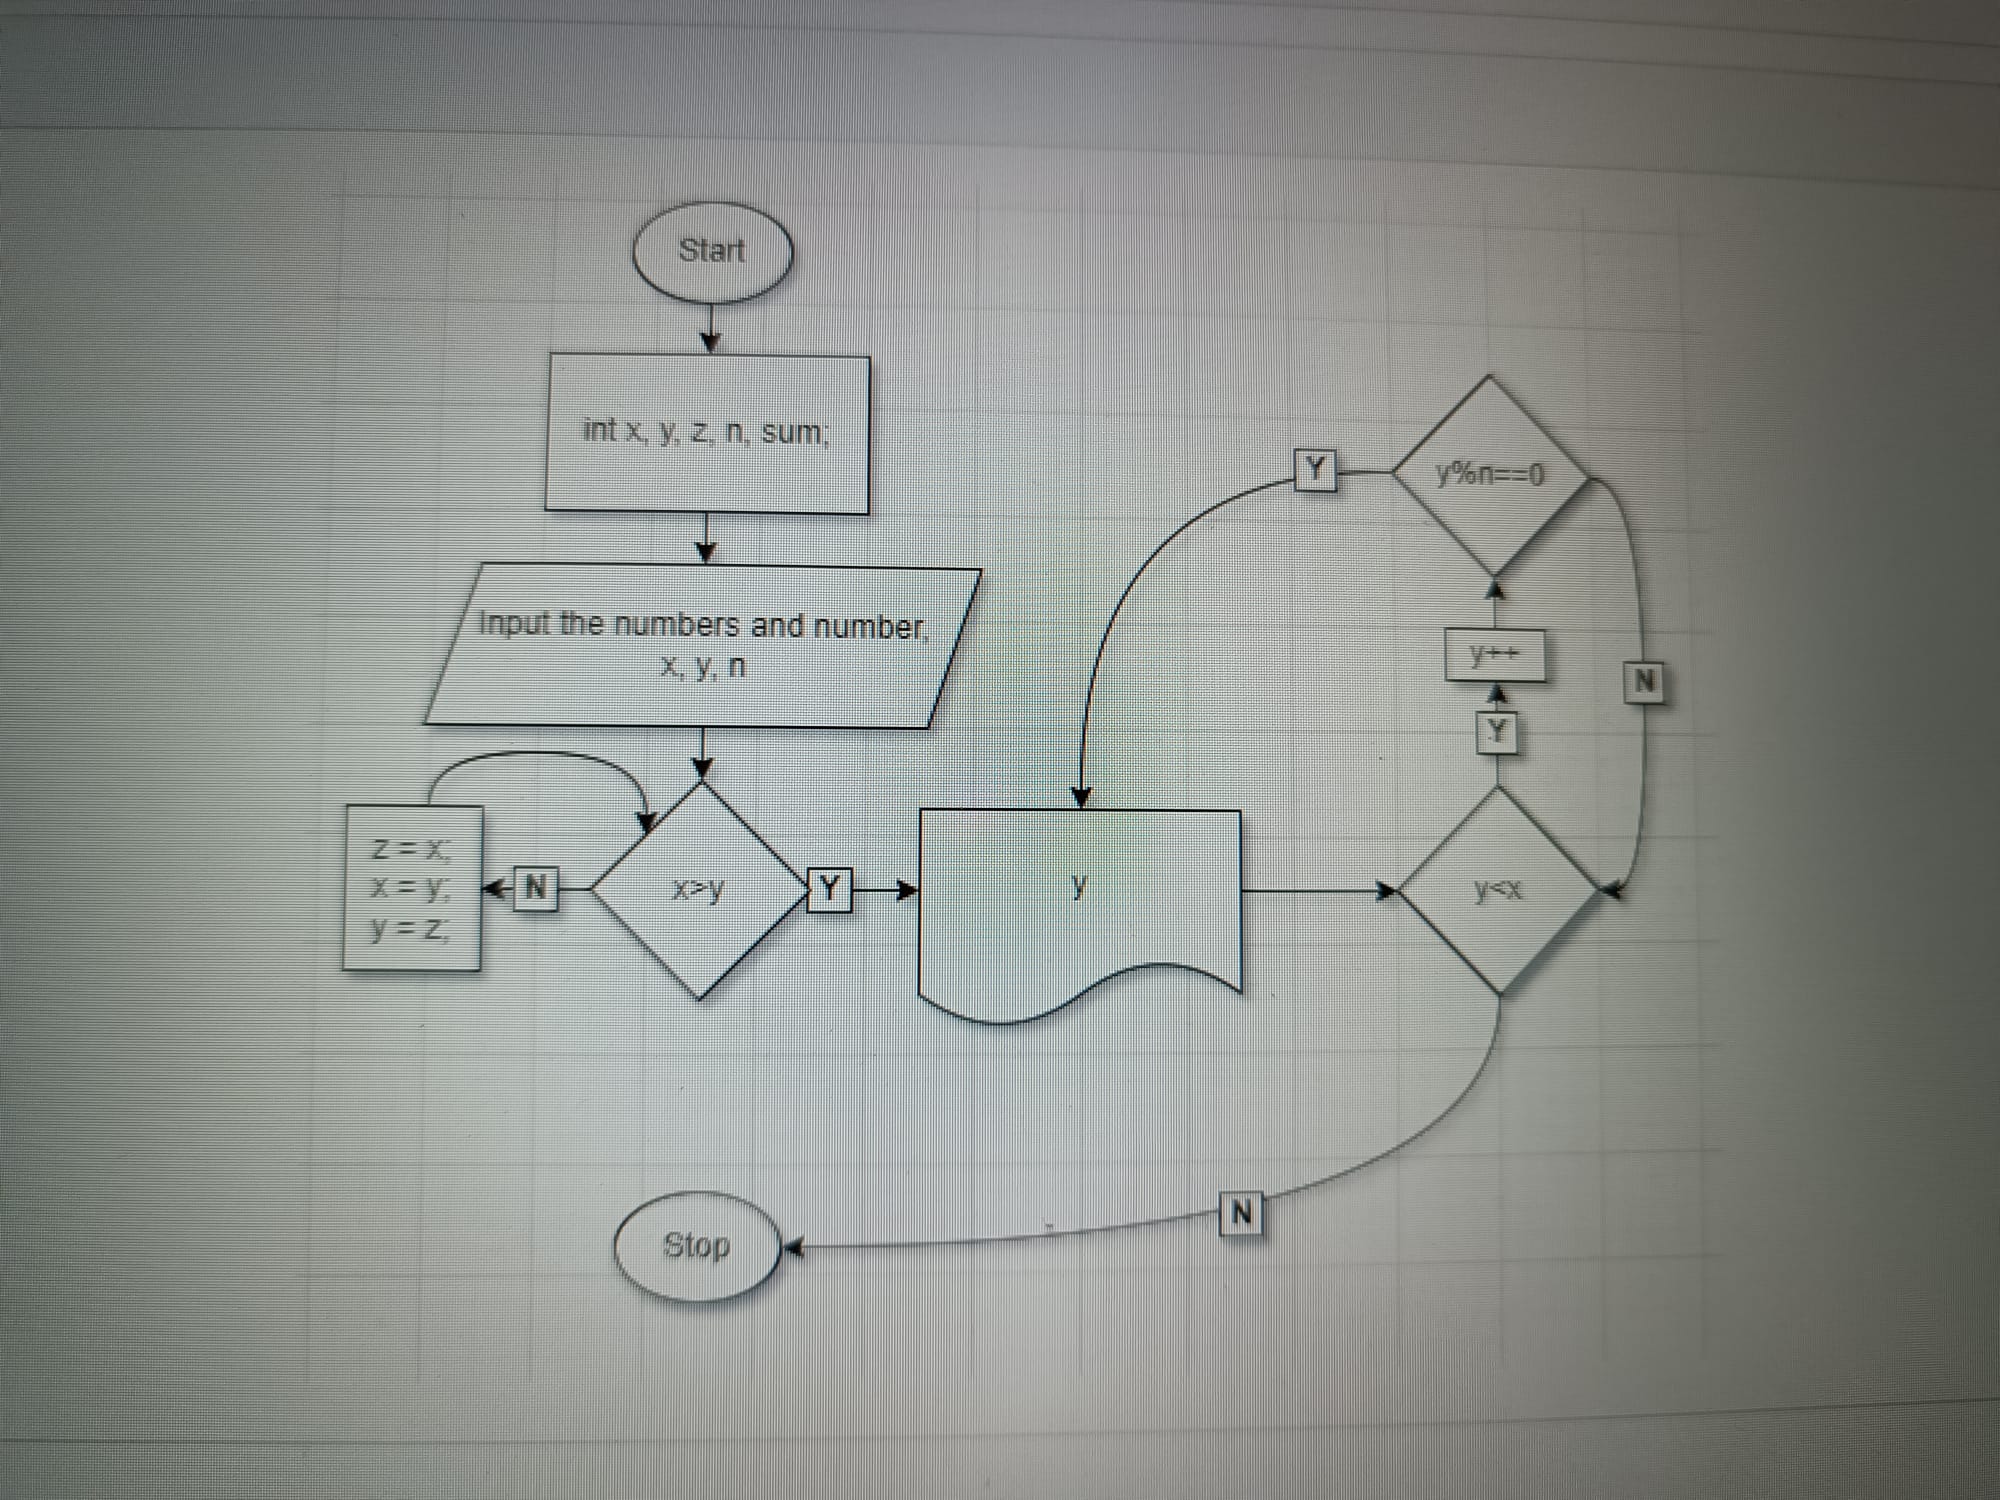 Start
int x, y, z, n, sum;
Input the numbers and number,
x, y, n
z = x;
x = y;
y = z;
N
x>y
Y
y
y<x
Y
y++
y%n==0
Y
N
N
Stop